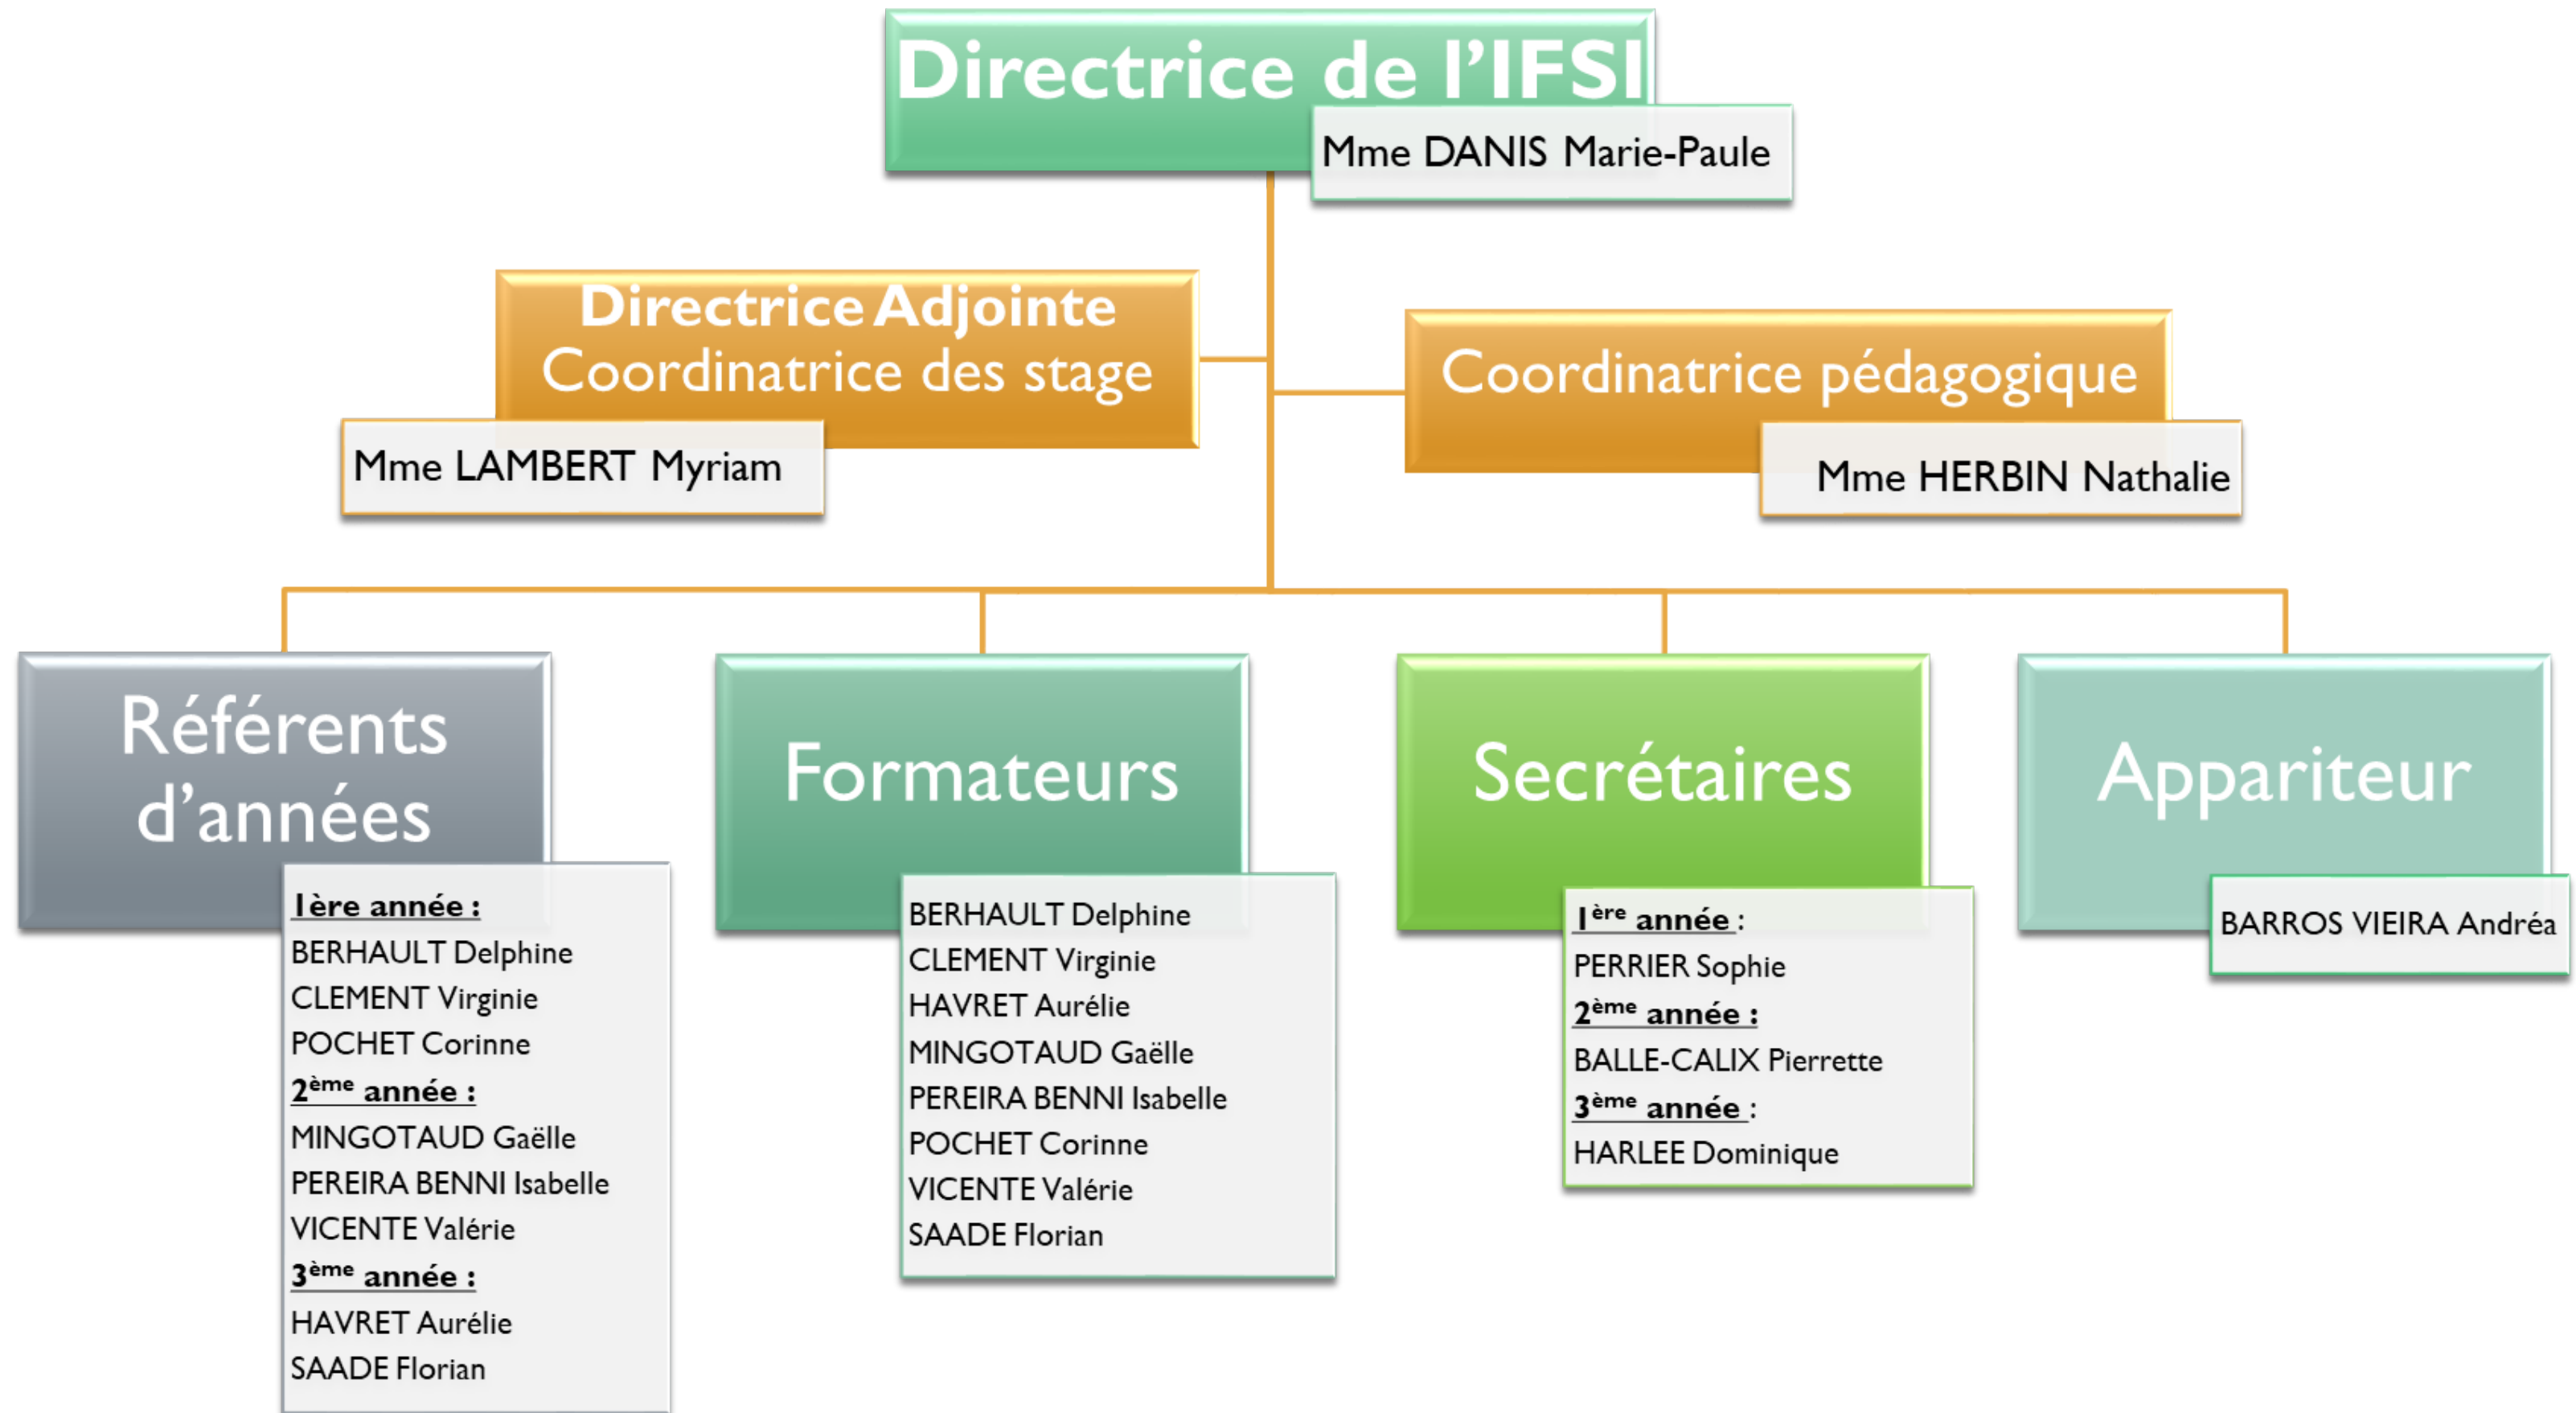 Directrice de l’IFSI
Mme DANIS Marie-Paule
Directrice Adjointe
Coordinatrice des stage
Mme LAMBERT Myriam
Coordinatrice pédagogique
Mme HERBIN Nathalie
Référents
d’années
1ère année :
BERHAULT Delphine
CLEMENT Virginie
POCHET Corinne
2ème année :
MINGOTAUD Gaëlle
PEREIRA BENNI Isabelle
VICENTE Valérie
3ème année :
HAVRET Aurélie
SAADE Florian
Formateurs
BERHAULT Delphine
CLEMENT Virginie
HAVRET Aurélie
MINGOTAUD Gaëlle
PEREIRA BENNI Isabelle
POCHET Corinne
VICENTE Valérie
SAADE Florian
Secrétaires
1ère année :
PERRIER Sophie
2ème année :
BALLE-CALIX Pierrette
3ème année :
HARLEE Dominique
Appariteur
BARROS VIEIRA Andréa